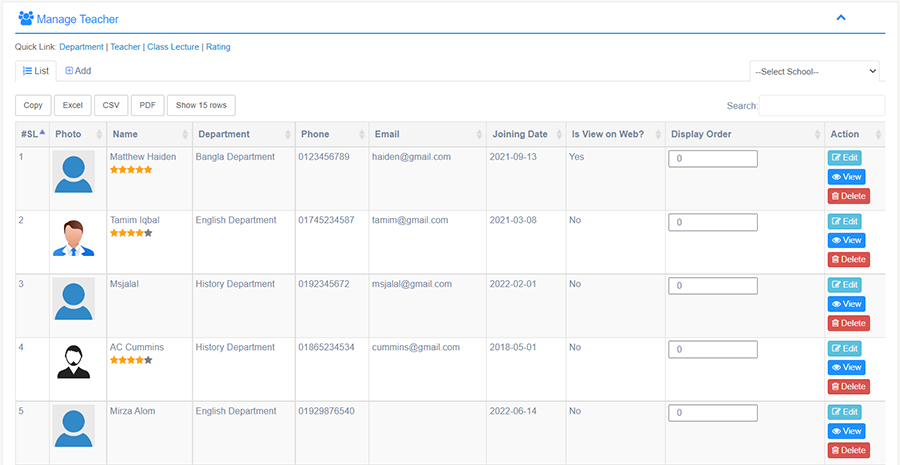 Manage Teacher
Quick Link: Department | Teacher | Class Lecture | Rating
List Add --Select School--
Copy Excel CSV PDF Show 15 rows Search:
#SL Photo Name Department Phone Email Joining Date Is View on Web? Display Order Action
1 Matthew Haiden Bangla Department 0123456789 haiden@gmail.com 2021-09-13 Yes 0 Edit
View
Delete
2 Tamim Iqbal English Department 01745234587 tamim@gmail.com 2021-03-08 No 0 Edit
View
Delete
3 Msjalal History Department 0192345672 msjalal@gmail.com 2022-02-01 No 0 Edit
View
Delete
4 AC Cummins History Department 01865234534 cummins@gmail.com 2018-05-01 No 0 Edit
View
Delete
5 Mirza Alom English Department 01929876540 2022-06-14 No 0 Edit
View
Delete